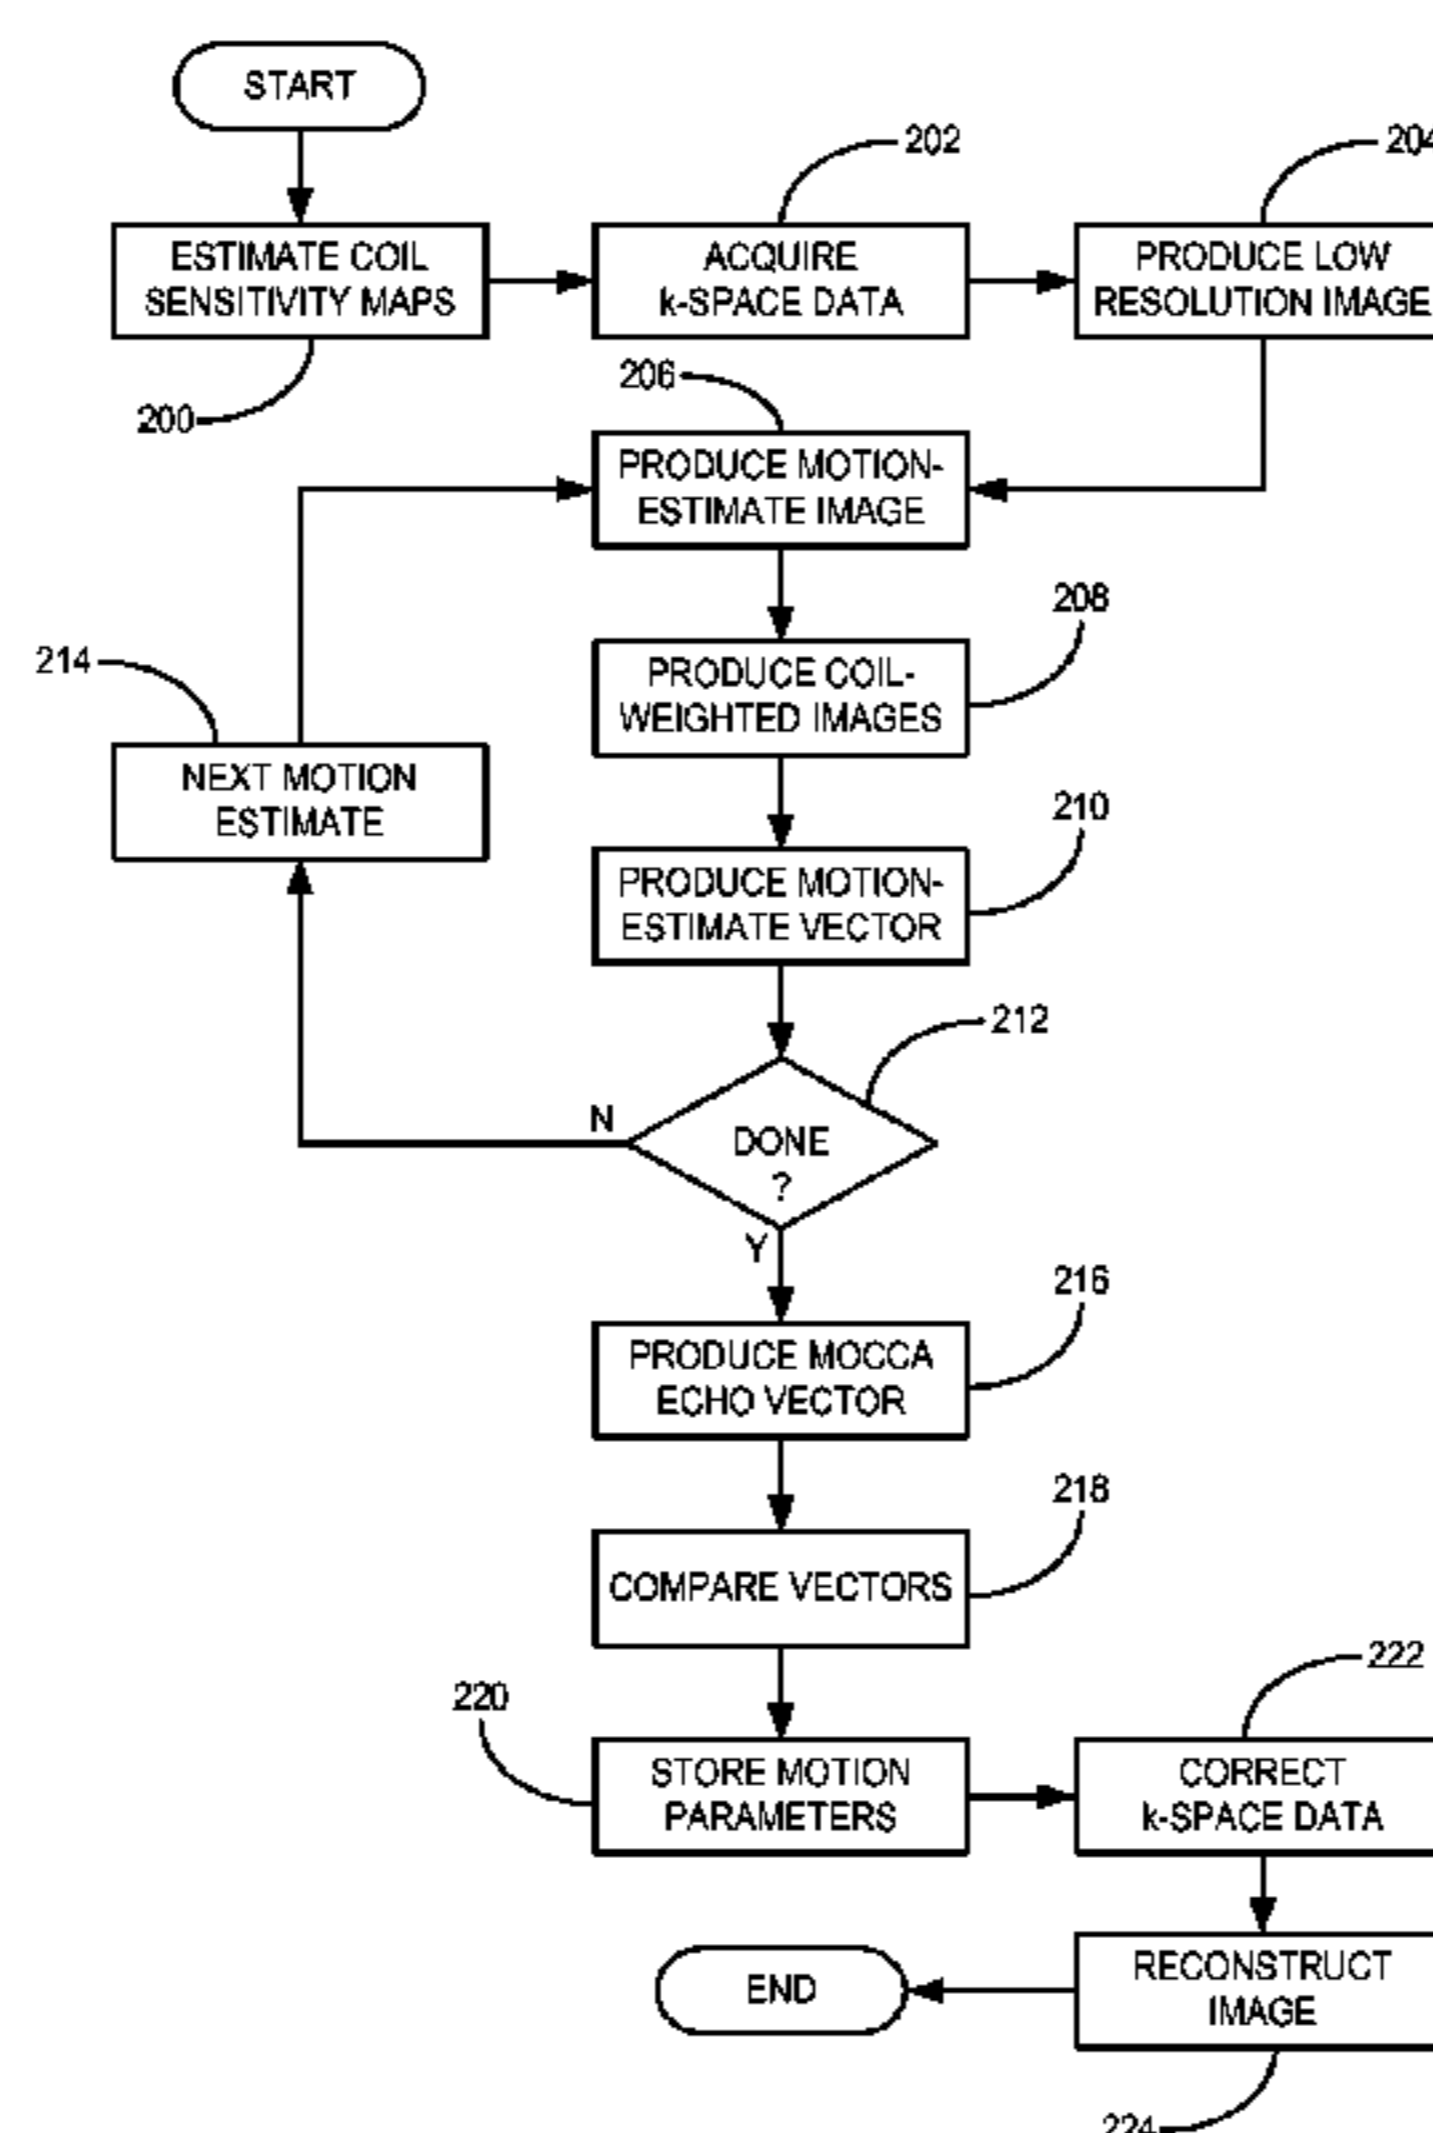 START
202
204
ESTIMATE COIL
SENSITIVITY MAPS
ACQUIRE
k-SPACE DATA
PRODUCE LOW
RESOLUTION IMAGE
200
206
PRODUCE MOTION-
ESTIMATE IMAGE
208
PRODUCE COIL-
WEIGHTED IMAGES
214
NEXT MOTION
ESTIMATE
210
PRODUCE MOTION-
ESTIMATE VECTOR
212
N
DONE
?
Y
216
PRODUCE MOCCA
ECHO VECTOR
218
COMPARE VECTORS
220
222
STORE MOTION
PARAMETERS
CORRECT
k-SPACE DATA
END
RECONSTRUCT
IMAGE
224